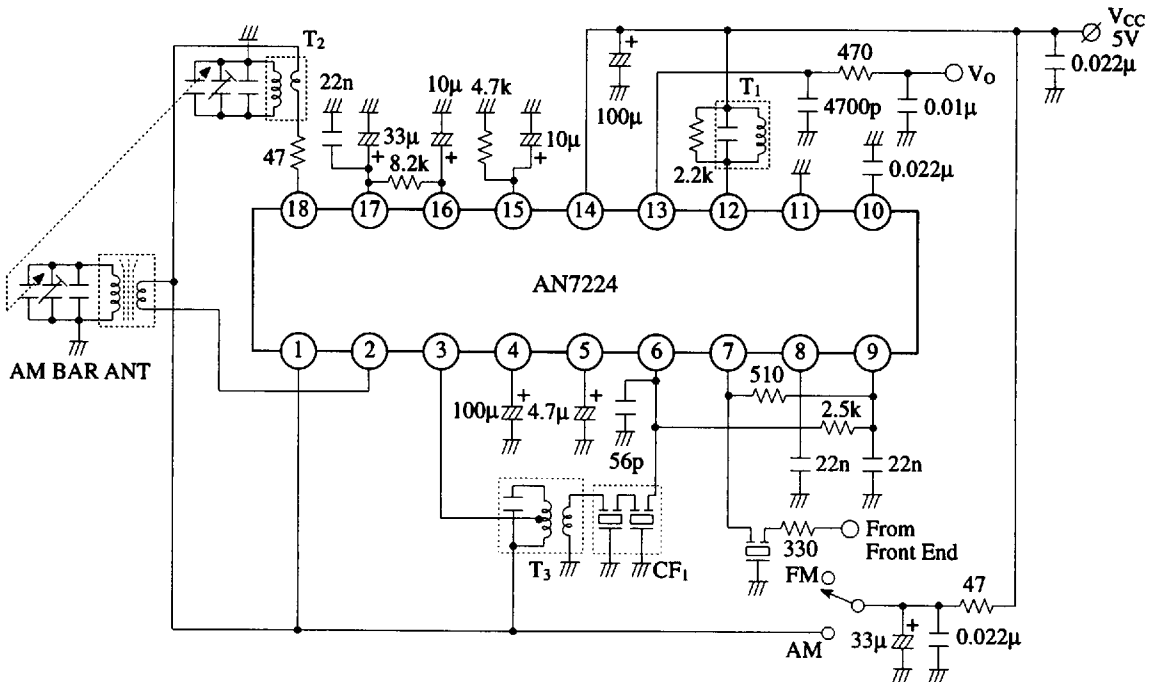 V_CC
5V
T₂
22n
10μ
4.7k
100μ
470
V_O
0.022μ
T₁
4700p
0.01μ
33μ
10μ
47
8.2k
2.2k
0.022μ
18
17
16
15
14
13
12
11
10
AN7224
AM BAR ANT
1
2
3
4
5
6
7
8
9
510
100μ
4.7μ
2.5k
56p
22n
22n
From
Front End
330
T₃
CF₁
FM
47
AM
33μ
0.022μ